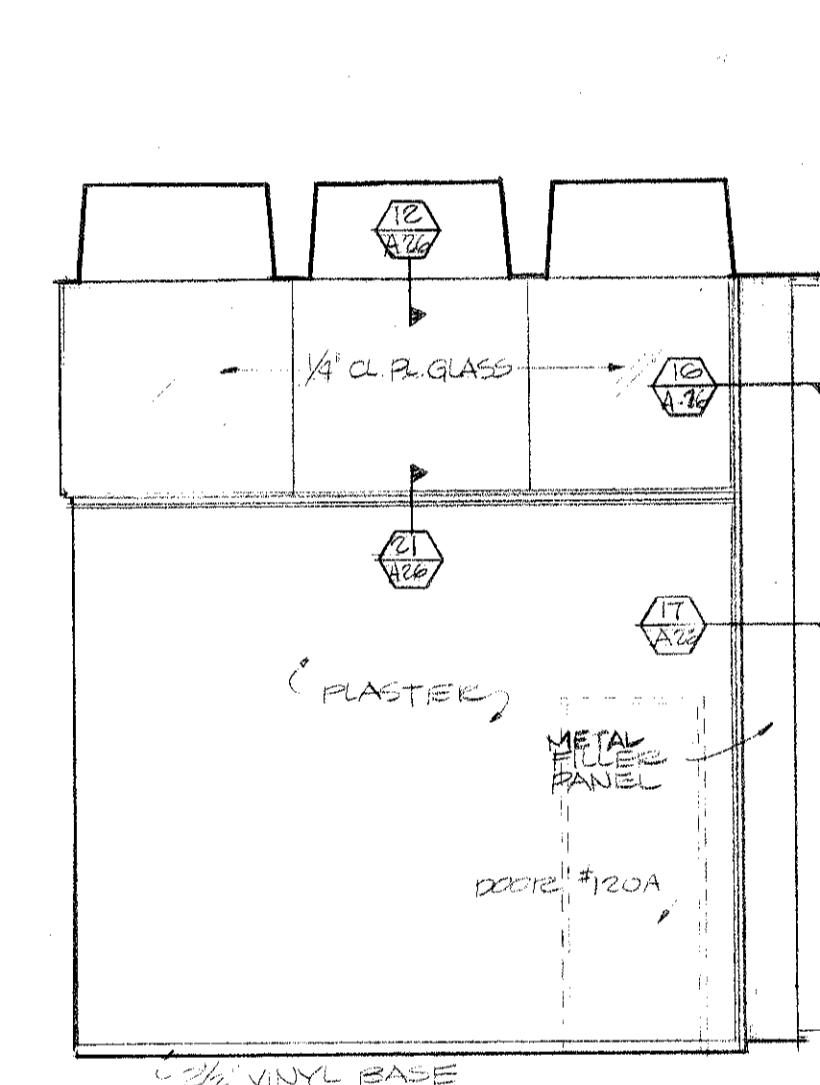 12
A26
1/4" CL. PL. GLASS
16
A-26
21
A26
17
A26
PLASTER
METAL
FILLER
PANEL
DOOR #120A
2 1/2" VINYL BASE